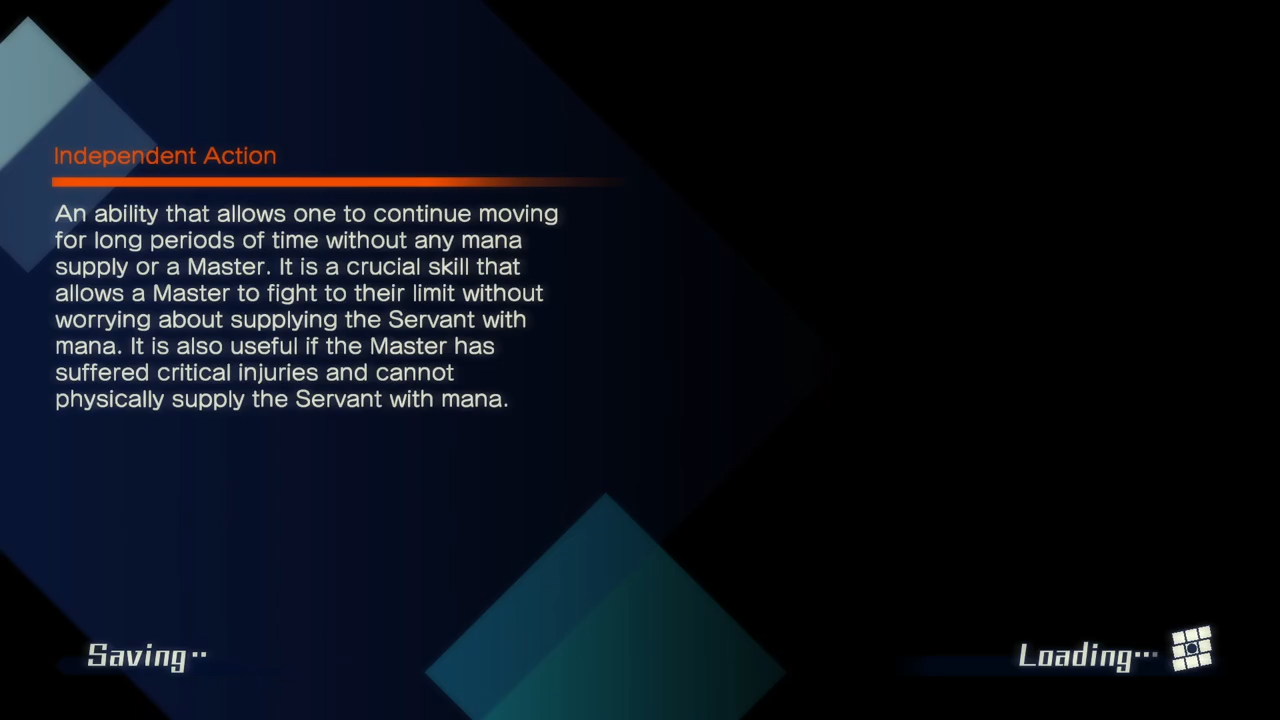 Independent Action
An ability that allows one to continue moving
for long periods of time without any mana
supply or a Master. It is a crucial skill that
allows a Master to fight to their limit without
worrying about supplying the Servant with
mana. It is also useful if the Master has
suffered critical injuries and cannot
physically supply the Servant with mana.
Saving..
Loading...